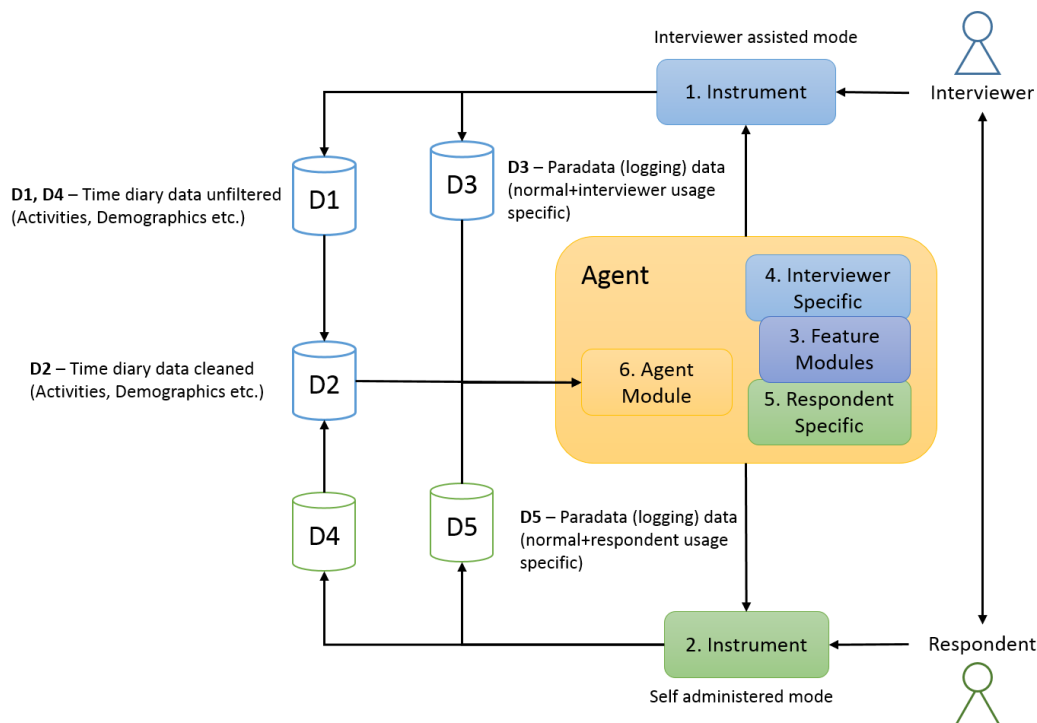 Interviewer assisted mode
1. Instrument
Interviewer
D1, D4 – Time diary data unfiltered
(Activities, Demographics etc.)
D1
D3
D3 – Paradata (logging) data
(normal+interviewer usage
specific)
Agent
4. Interviewer
Specific
3. Feature
Modules
5. Respondent
Specific
6. Agent
Module
D2 – Time diary data cleaned
(Activities, Demographics etc.)
D2
D4
D5
D5 – Paradata (logging) data
(normal+respondent usage
specific)
2. Instrument
Respondent
Self administered mode